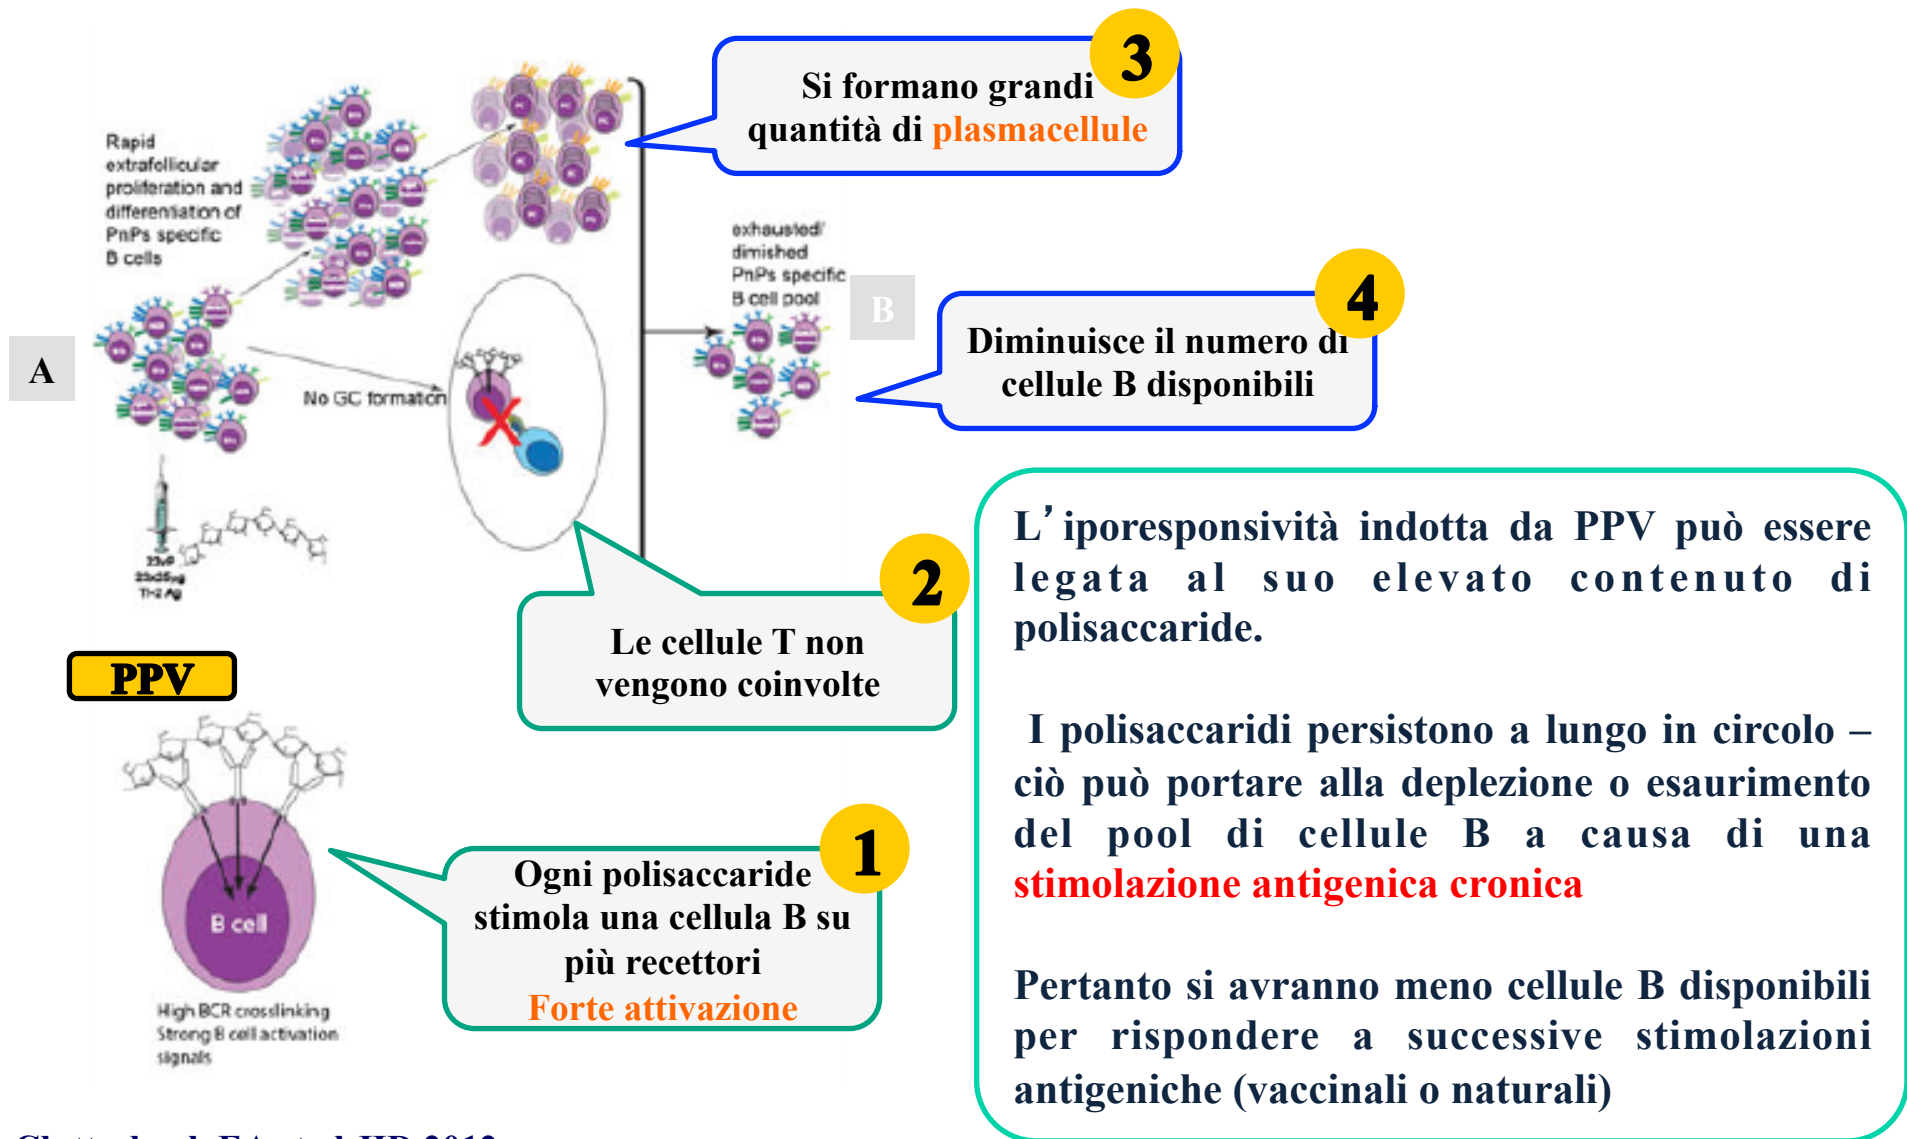 3
Si formano grandi
quantità di plasmacellule
Rapid
extrafollicular
proliferation and
differentiation of
PnPs specific
B cells
exhausted/
dimished
PnPs specific
B cell pool
B
4
Diminuisce il numero di
cellule B disponibili
A
No GC formation
23vP
23x25µg
TI-2 Ag
2
Le cellule T non
vengono coinvolte
PPV
1
Ogni polisaccaride
stimola una cellula B su
più recettori
Forte attivazione
B cell
High BCR crosslinking
Strong B cell activation
signals
L’ iporesponsività indotta da PPV può essere
legata al suo elevato contenuto di
polisaccaride.
I polisaccaridi persistono a lungo in circolo –
ciò può portare alla deplezione o esaurimento
del pool di cellule B a causa di una
stimolazione antigenica cronica
Pertanto si avranno meno cellule B disponibili
per rispondere a successive stimolazioni
antigeniche (vaccinali o naturali)